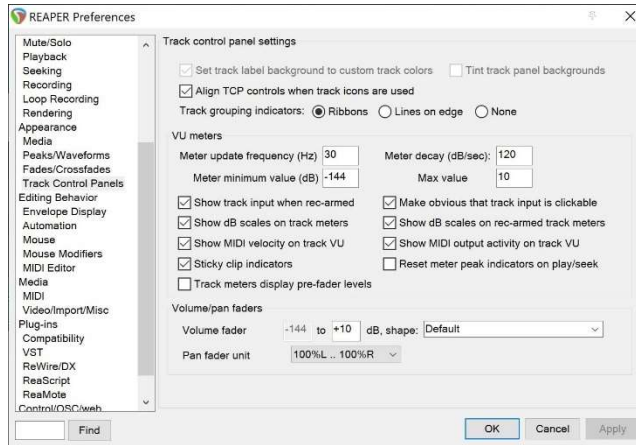 REAPER Preferences
Mute/Solo
Playback
Seeking
Recording
Loop Recording
Rendering
Appearance
Media
Peaks/Waveforms
Fades/Crossfades
Track Control Panels
Editing Behavior
Envelope Display
Automation
Mouse
Mouse Modifiers
MIDI Editor
Media
MIDI
Video/Import/Misc
Plug-ins
Compatibility
VST
ReWire/DX
ReaScript
ReaMote
Control/OSC/web
Find
Track control panel settings
Set track label background to custom track colors Tint track panel backgrounds
Align TCP controls when track icons are used
Track grouping indicators: Ribbons Lines on edge None
VU meters
Meter update frequency (Hz) 30 Meter decay (dB/sec): 120
Meter minimum value (dB) -144 Max value 10
Show track input when rec-armed Make obvious that track input is clickable
Show dB scales on track meters Show dB scales on rec-armed track meters
Show MIDI velocity on track VU Show MIDI output activity on track VU
Sticky clip indicators Reset meter peak indicators on play/seek
Track meters display pre-fader levels
Volume/pan faders
Volume fader -144 to +10 dB, shape: Default
Pan fader unit 100%L .. 100%R
OK Cancel Apply